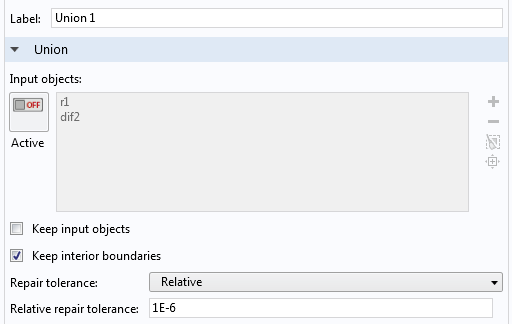 Label: Union 1
Union
Input objects:
OFF
Active
r1
dif2
Keep input objects
Keep interior boundaries
Repair tolerance: Relative
Relative repair tolerance: 1E-6